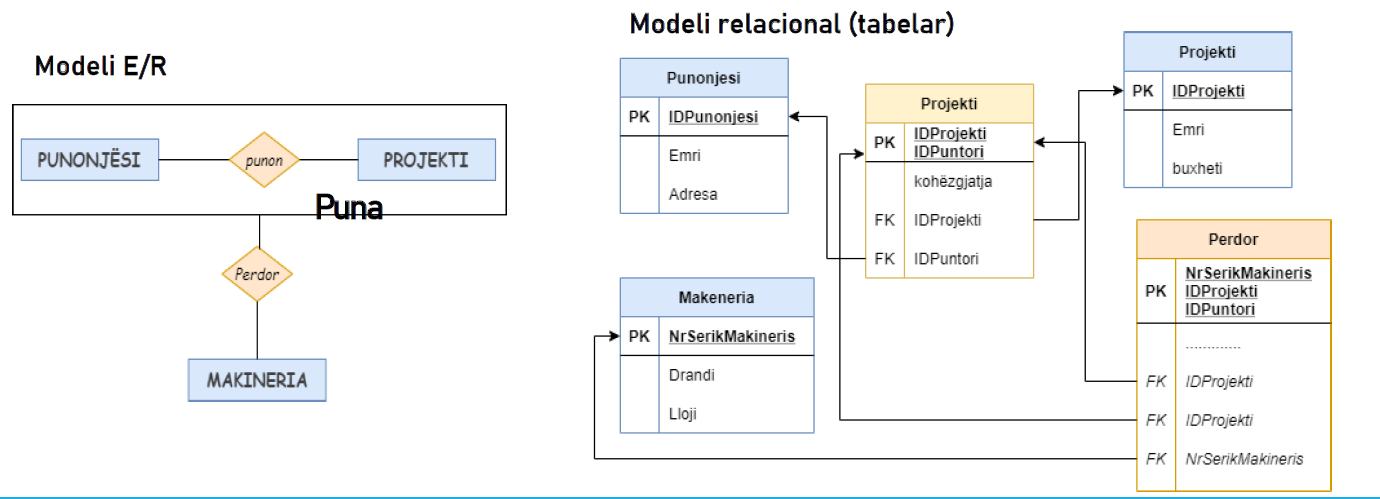 Modeli E/R
PUNONJËSI
punon
PROJEKTI
Puna
Perdor
MAKINERIA
Modeli relacional (tabelar)
Punonjesi
PK IDPunonjesi
Emri
Adresa
Projekti
PK IDProjekti
IDPuntori
kohëzgjatja
FK IDProjekti
FK IDPuntori
Projekti
PK IDProjekti
Emri
buxheti
Makeneria
PK NrSerikMakineris
Drandi
Lloji
Perdor
PK NrSerikMakineris
IDProjekti
IDPuntori
.............
FK IDProjekti
FK IDProjekti
FK NrSerikMakineris